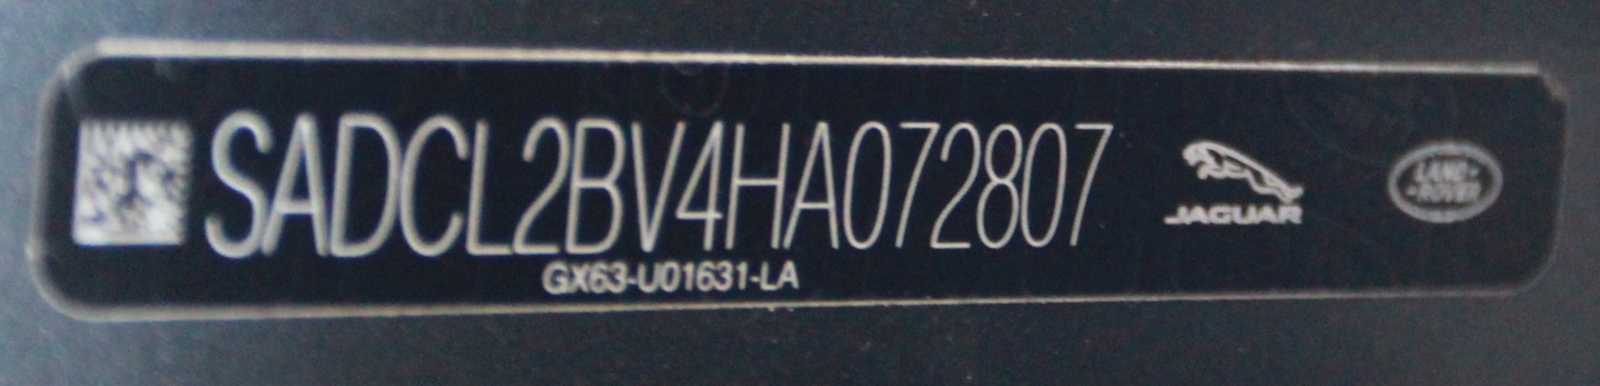 SADCL2BV4HA072807
GX63-U01631-LA
JAGUAR
LAND-
-ROVER